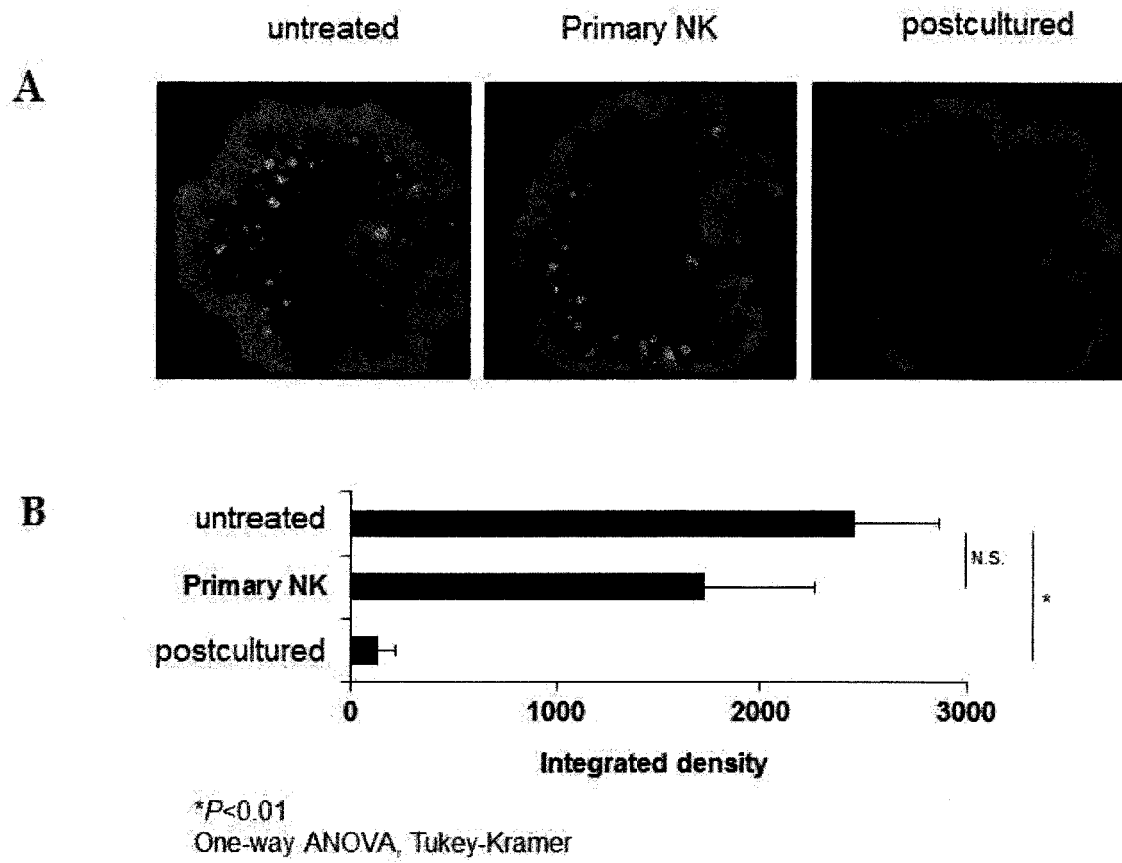 untreated Primary NK postcultured
A
B
untreated
Primary NK
postcultured
N.S.
*
0 1000 2000 3000
Integrated density
*P<0.01
One-way ANOVA, Tukey-Kramer